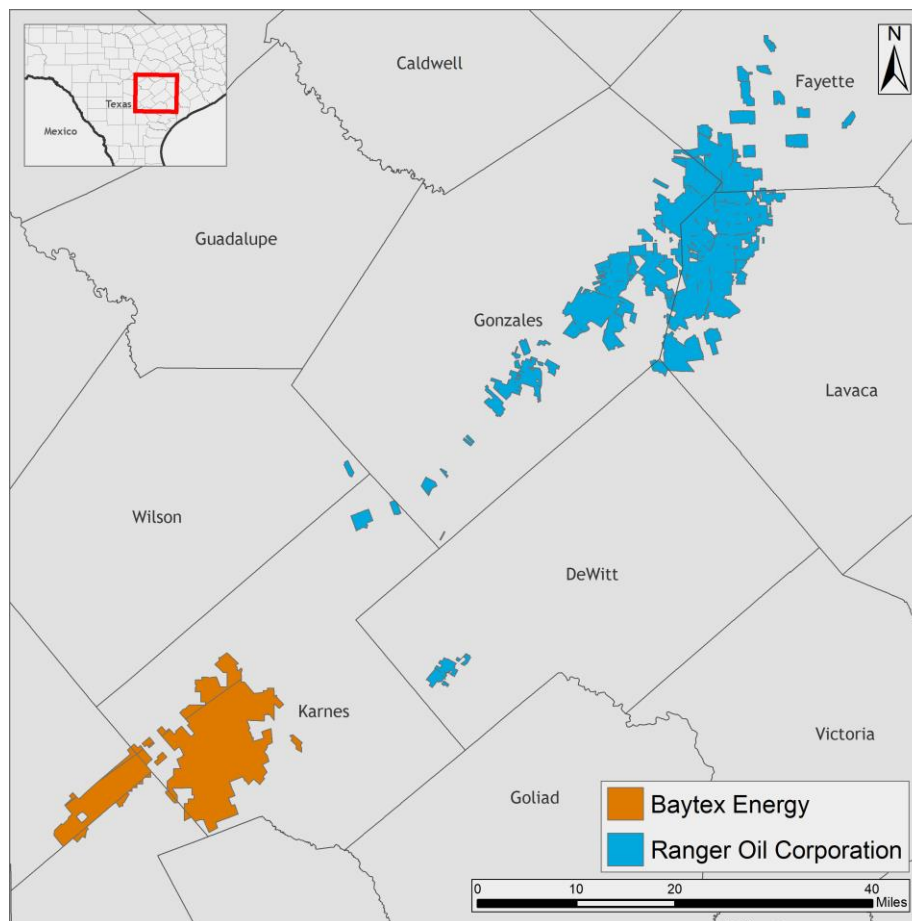 Texas
Mexico
N
Caldwell
Fayette
Guadalupe
Gonzales
Lavaca
Wilson
DeWitt
Karnes
Victoria
Goliad
Baytex Energy
Ranger Oil Corporation
0 10 20 40
Miles